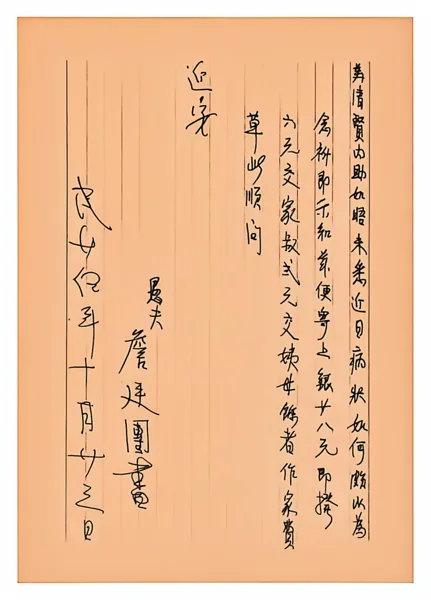 清賢內助如晤未悉近日病狀如何頗以為
念祈即示知茲便寄上銀廿八元即撥
六元交家叔弍元交姨母餘者作家費
草此順問
近安
愚夫 詹廷團書
民廿伍年十月廿三日